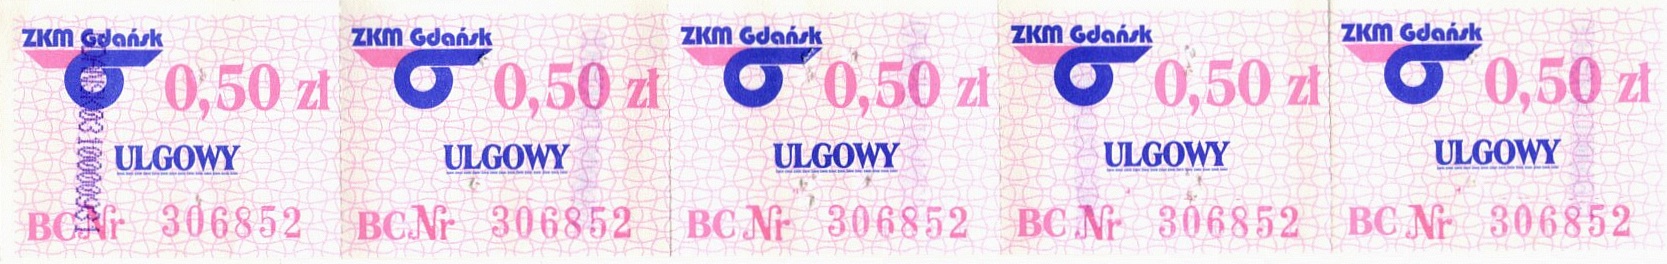 ZKM Gdańsk ZKM Gdańsk ZKM Gdańsk ZKM Gdańsk ZKM Gdańsk
0,50 zł 0,50 zł 0,50 zł 0,50 zł 0,50 zł
ULGOWY ULGOWY ULGOWY ULGOWY ULGOWY
BC Nr 306852 BC Nr 306852 BC Nr 306852 BC Nr 306852 BC Nr 306852